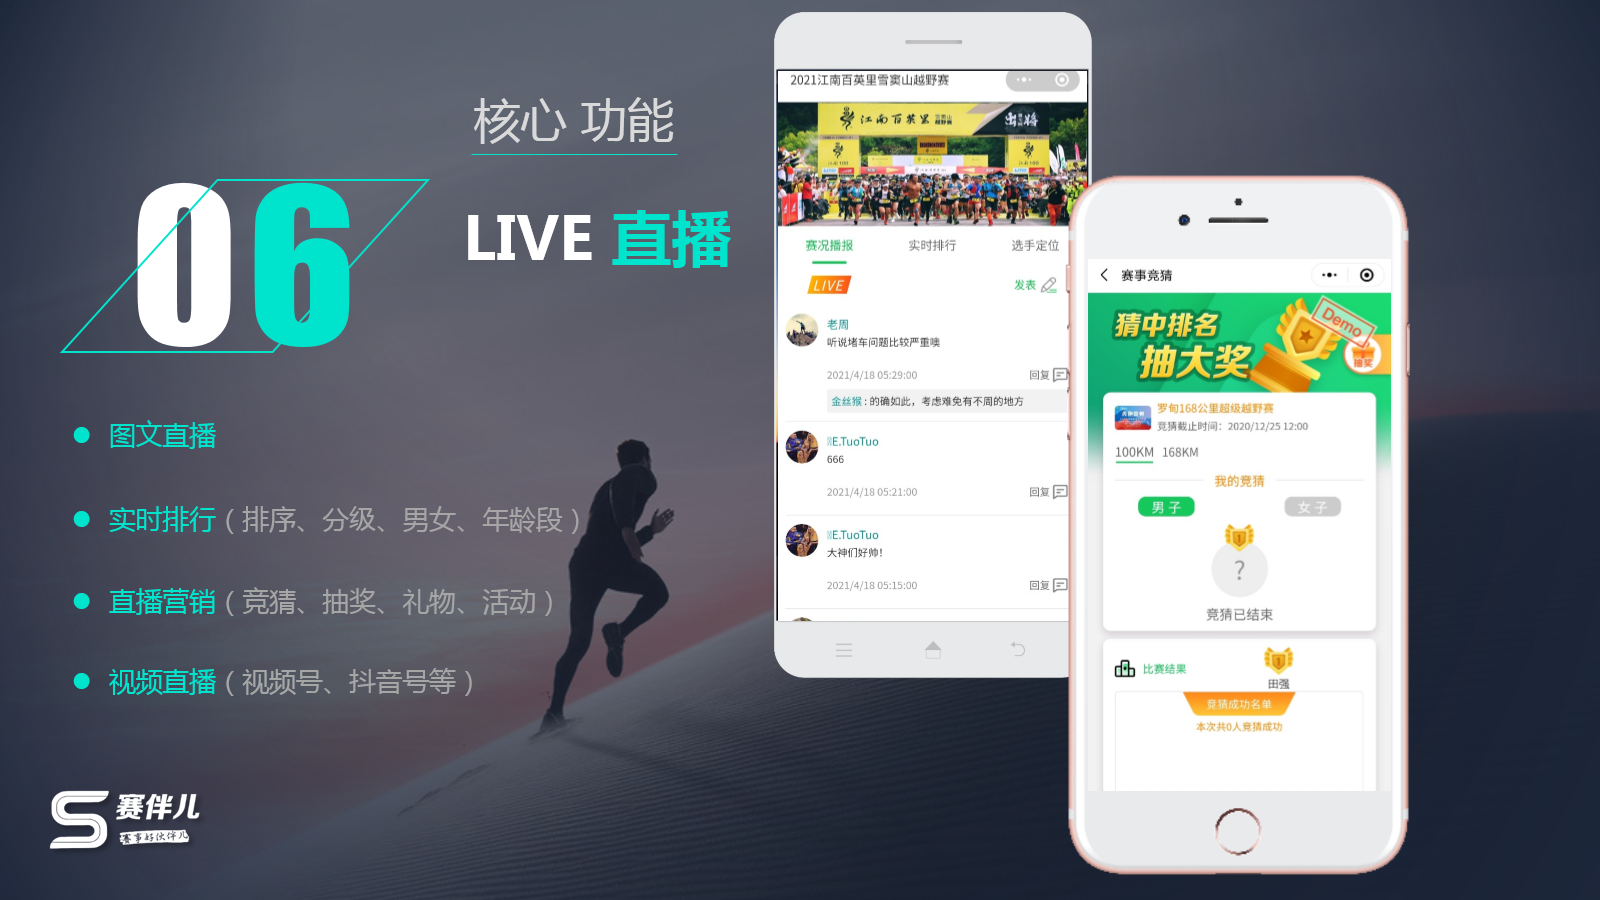 核心 功能
06
LIVE 直播
图文直播
实时排行（排序、分级、男女、年龄段）
直播营销（竞猜、抽奖、礼物、活动）
视频直播（视频号、抖音号等）
赛伴儿
赛事好伙伴儿
2021江南百英里雪窦山越野赛
江南百英里
赛况播报 实时排行 选手定位
LIVE 发表
老周
听说堵车问题比较严重噢
2021/4/18 05:29:00 回复
金丝猴：的确如此，考虑难免有不周的地方
E.TuoTuo
666
2021/4/18 05:21:00 回复
E.TuoTuo
大神们好帅！
2021/4/18 05:15:00 回复
赛事竞猜
猜中排名
抽大奖
Demo
抽奖
罗甸168公里超级越野赛
竞猜截止时间：2020/12/25 12:00
100KM 168KM
我的竞猜
男子 女子
1
?
竞猜已结束
比赛结果
1
田强
竞猜成功名单
本次共0人竞猜成功